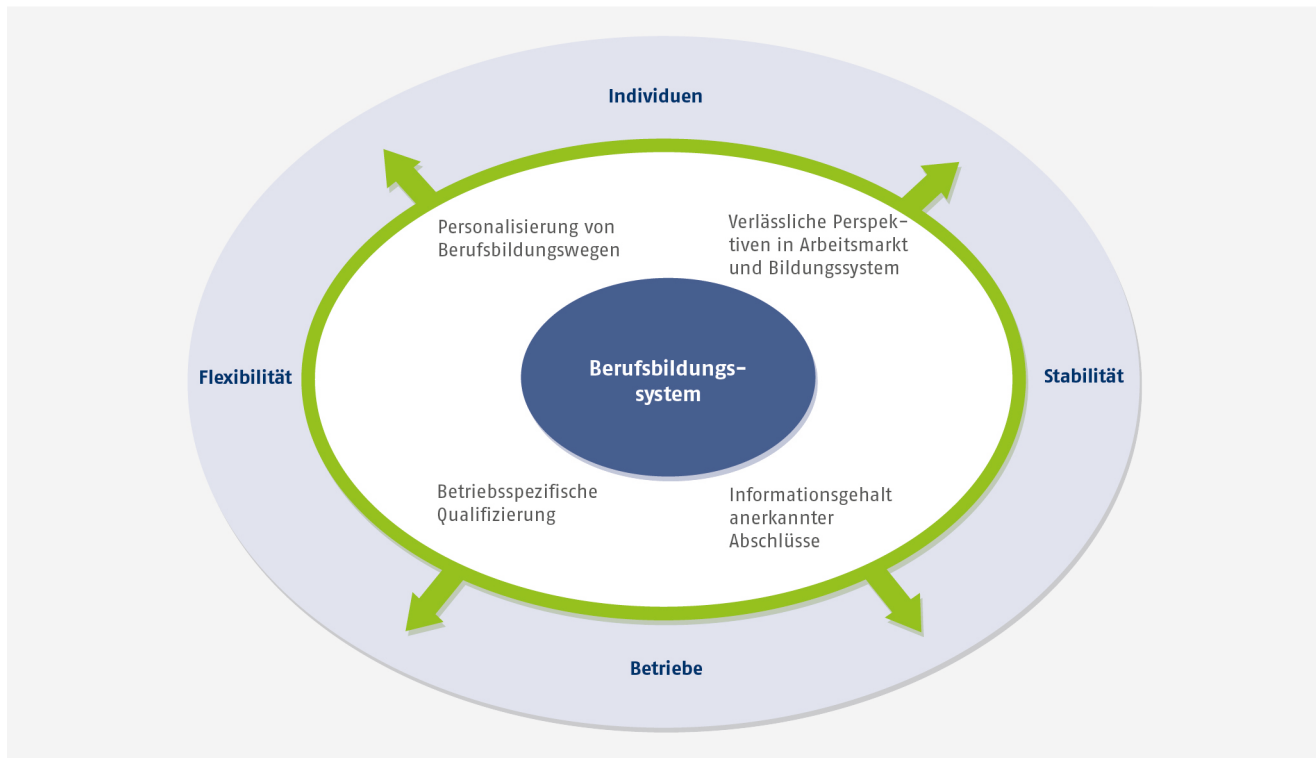 Individuen
Personalisierung von
Berufsbildungswegen
Verlässliche Perspek-
tiven in Arbeitsmarkt
und Bildungssystem
Flexibilität
Berufsbildungs-
system
Stabilität
Betriebsspezifische
Qualifizierung
Informationsgehalt
anerkannter
Abschlüsse
Betriebe